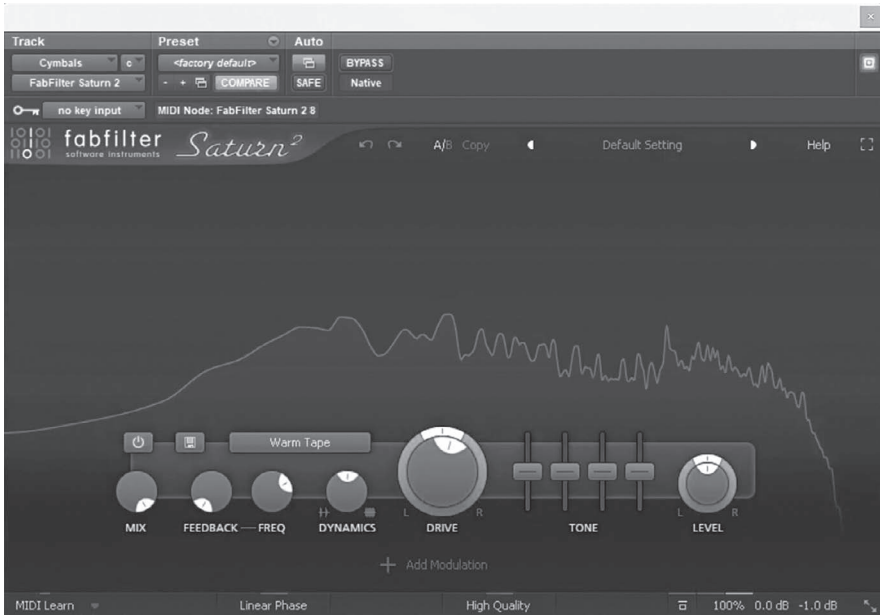 Track Preset Auto
Cymbals c <factory default> BYPASS
FabFilter Saturn 2 - + COMPARE SAFE Native
no key input MIDI Node: FabFilter Saturn 2 8
fabfilter Saturn 2 A/B Copy Default Setting Help
software instruments
Warm Tape
L R L R
MIX FEEDBACK FREQ DYNAMICS DRIVE TONE LEVEL
+ Add Modulation
MIDI Learn Linear Phase High Quality 100% 0.0 dB -1.0 dB